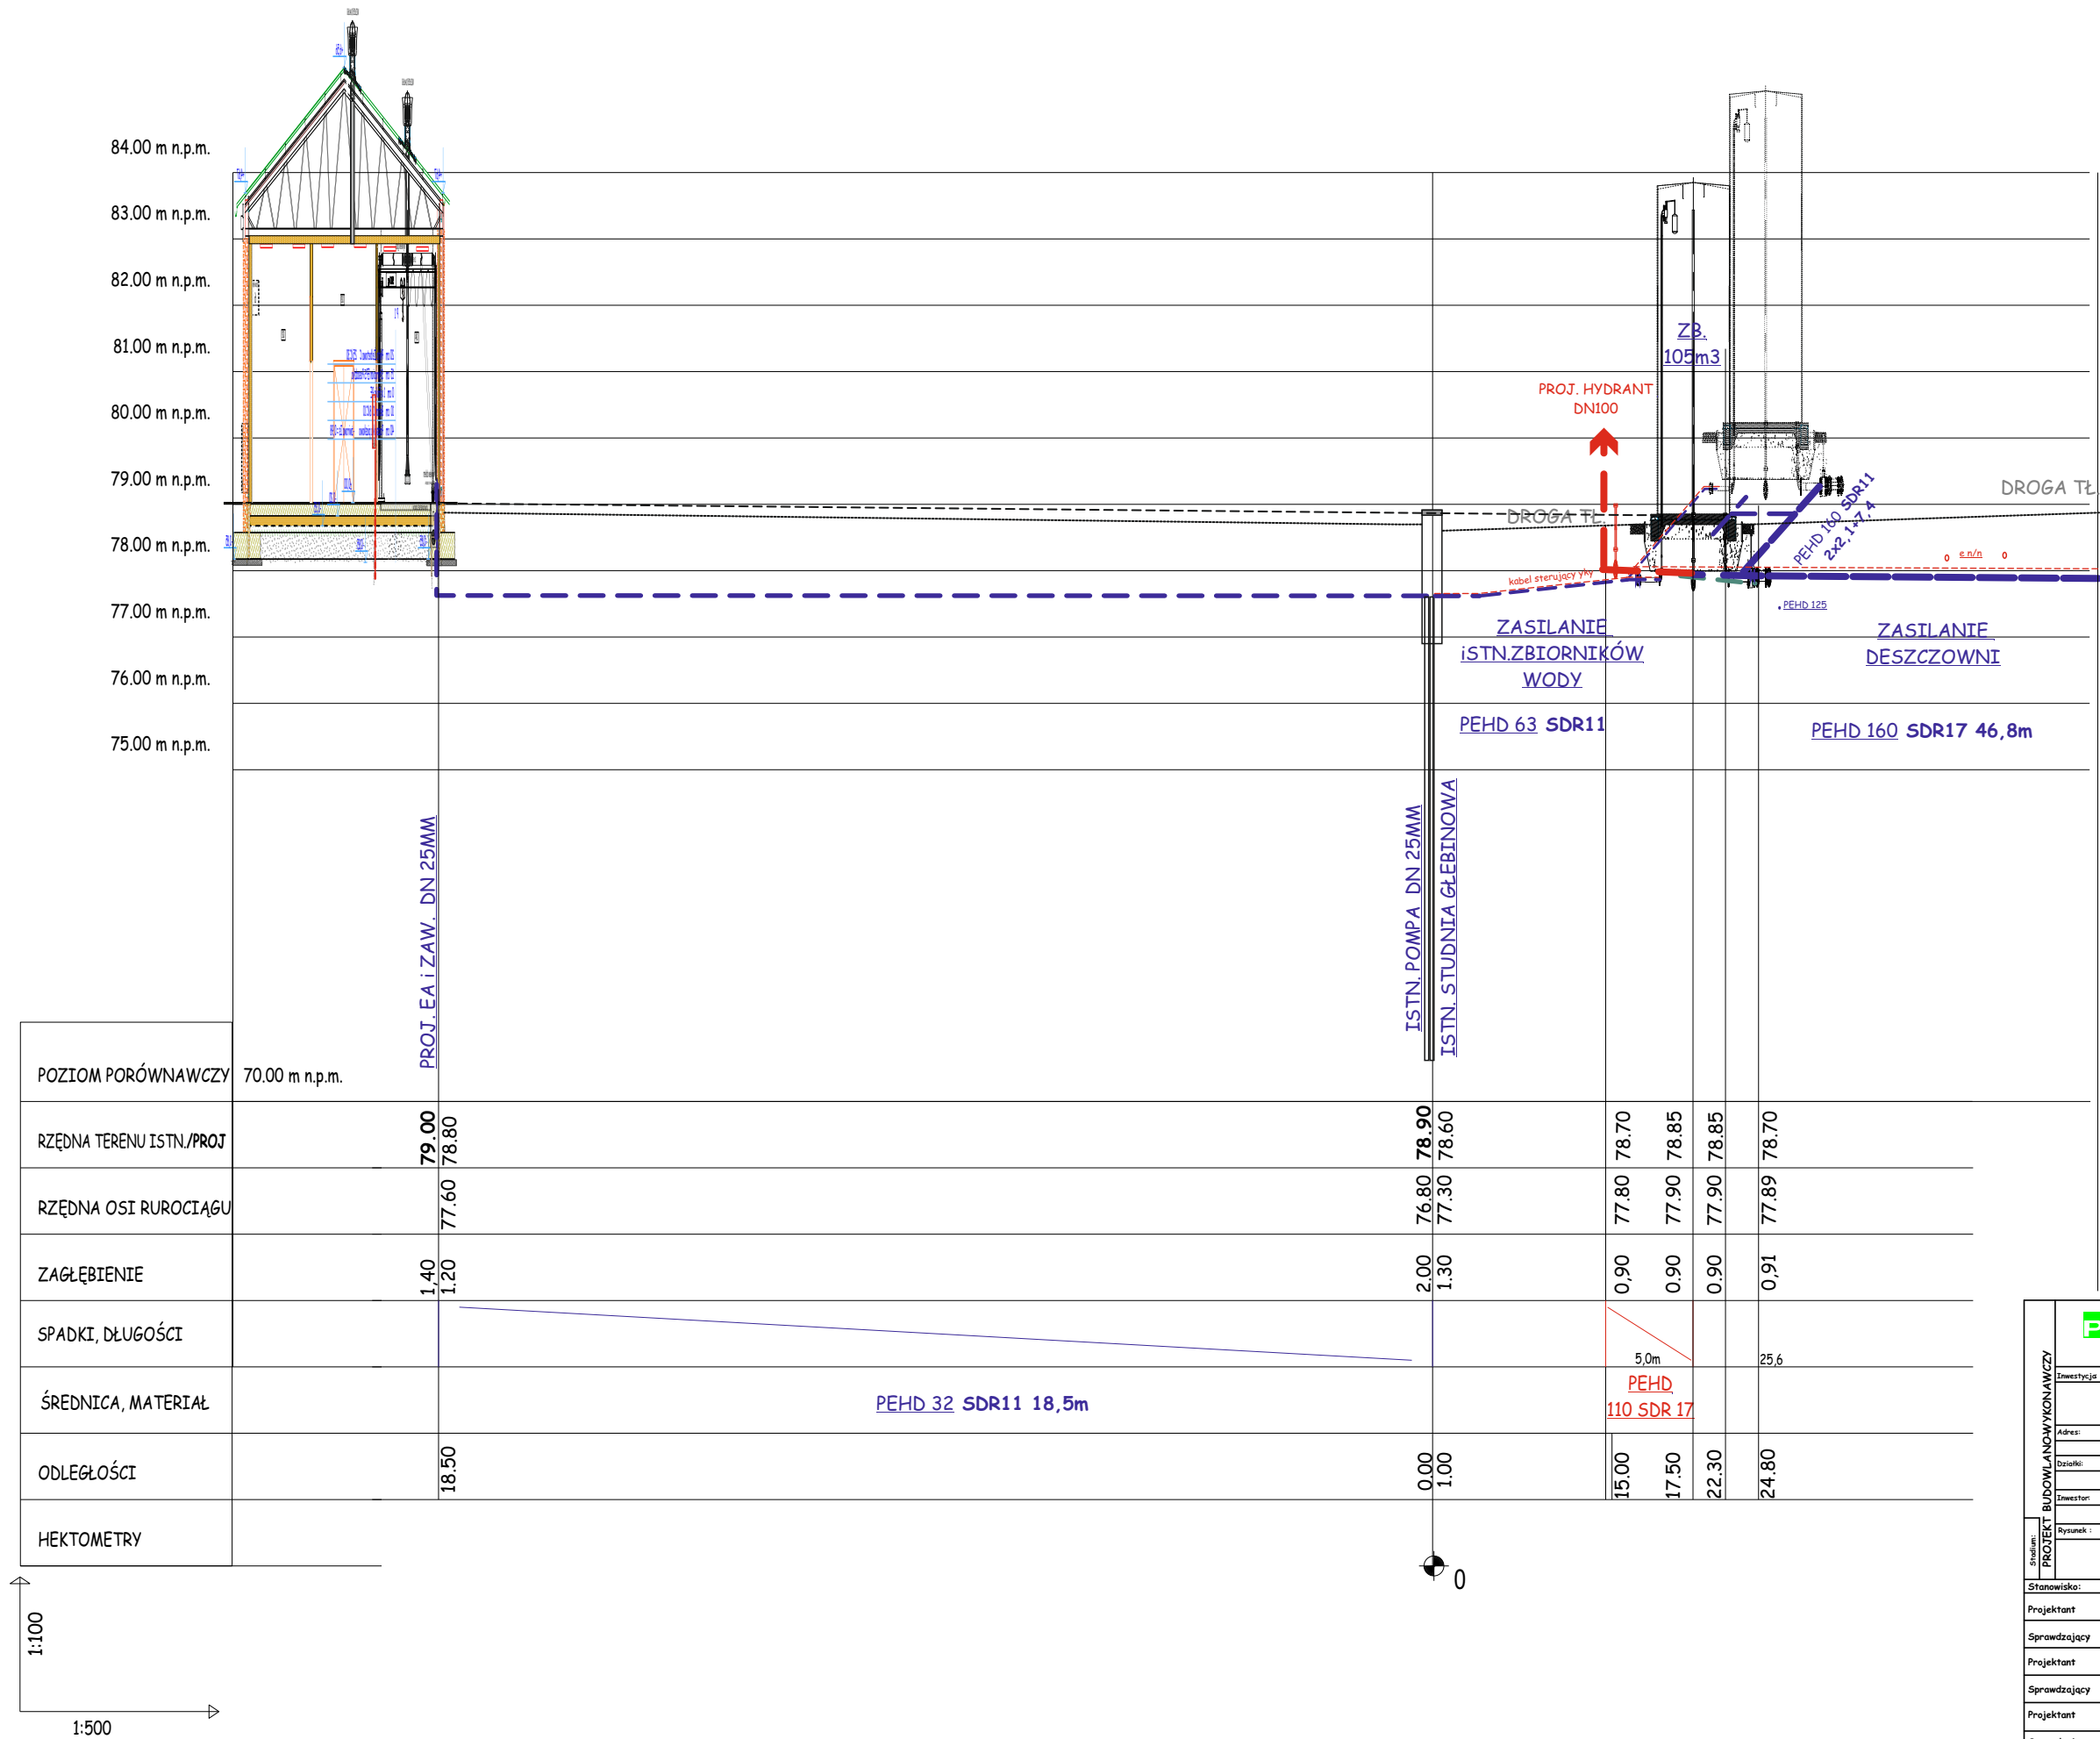 84.00 m n.p.m.
83.00 m n.p.m.
82.00 m n.p.m.
81.00 m n.p.m.
80.00 m n.p.m.
79.00 m n.p.m.
78.00 m n.p.m.
77.00 m n.p.m.
76.00 m n.p.m.
75.00 m n.p.m.
ZB.
105m3
PROJ. HYDRANT
DN100
DROGA TŁ.
DROGA TŁ.
PEHD 160 SDR11
2x2,1+7,4
kabel sterujący yky
e n/n
PEHD 125
ZASILANIE
iSTN.ZBIORNIKÓW
WODY
ZASILANIE
DESZCZOWNI
PEHD 63 SDR11
PEHD 160 SDR17 46,8m
PROJ. EA i ZAW. DN 25MM
ISTN. POMPA DN 25MM
ISTN. STUDNIA GŁEBINOWA
POZIOM PORÓWNAWCZY 70.00 m n.p.m.
RZĘDNA TERENU ISTN./PROJ 79.00 78.80 78.90 78.60 78.70 78.85 78.85 78.70
RZĘDNA OSI RUROCIĄGU 77.60 76.80 77.30 77.80 77.90 77.90 77.89
ZAGŁĘBIENIE 1,40 1.20 2.00 1.30 0,90 0.90 0.90 0,91
SPADKI, DŁUGOŚCI 5,0m 25,6
ŚREDNICA, MATERIAŁ PEHD 32 SDR11 18,5m PEHD
110 SDR 17
ODLEGŁOŚCI 18.50 0.00 1.00 15.00 17.50 22.30 24.80
HEKTOMETRY
0
1:100
1:500
P
PROJEKT BUDOWLANO-WYKONAWCZY
Stadium:
Inwestycja
Adres:
Działki:
Inwestor:
Rysunek :
Stanowisko:
Projektant
Sprawdzający
Projektant
Sprawdzający
Projektant